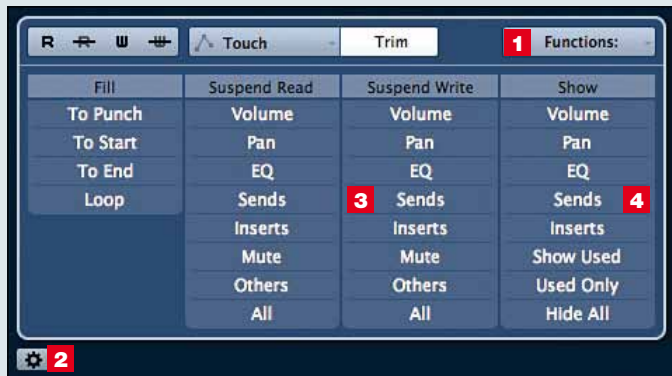 R R W W Touch Trim 1 Functions:
Fill Suspend Read Suspend Write Show
To Punch Volume Volume Volume
To Start Pan Pan Pan
To End EQ EQ EQ
Loop Sends 3 Sends Sends 4
Inserts Inserts Inserts
Mute Mute Show Used
Others Others Used Only
All All Hide All
2